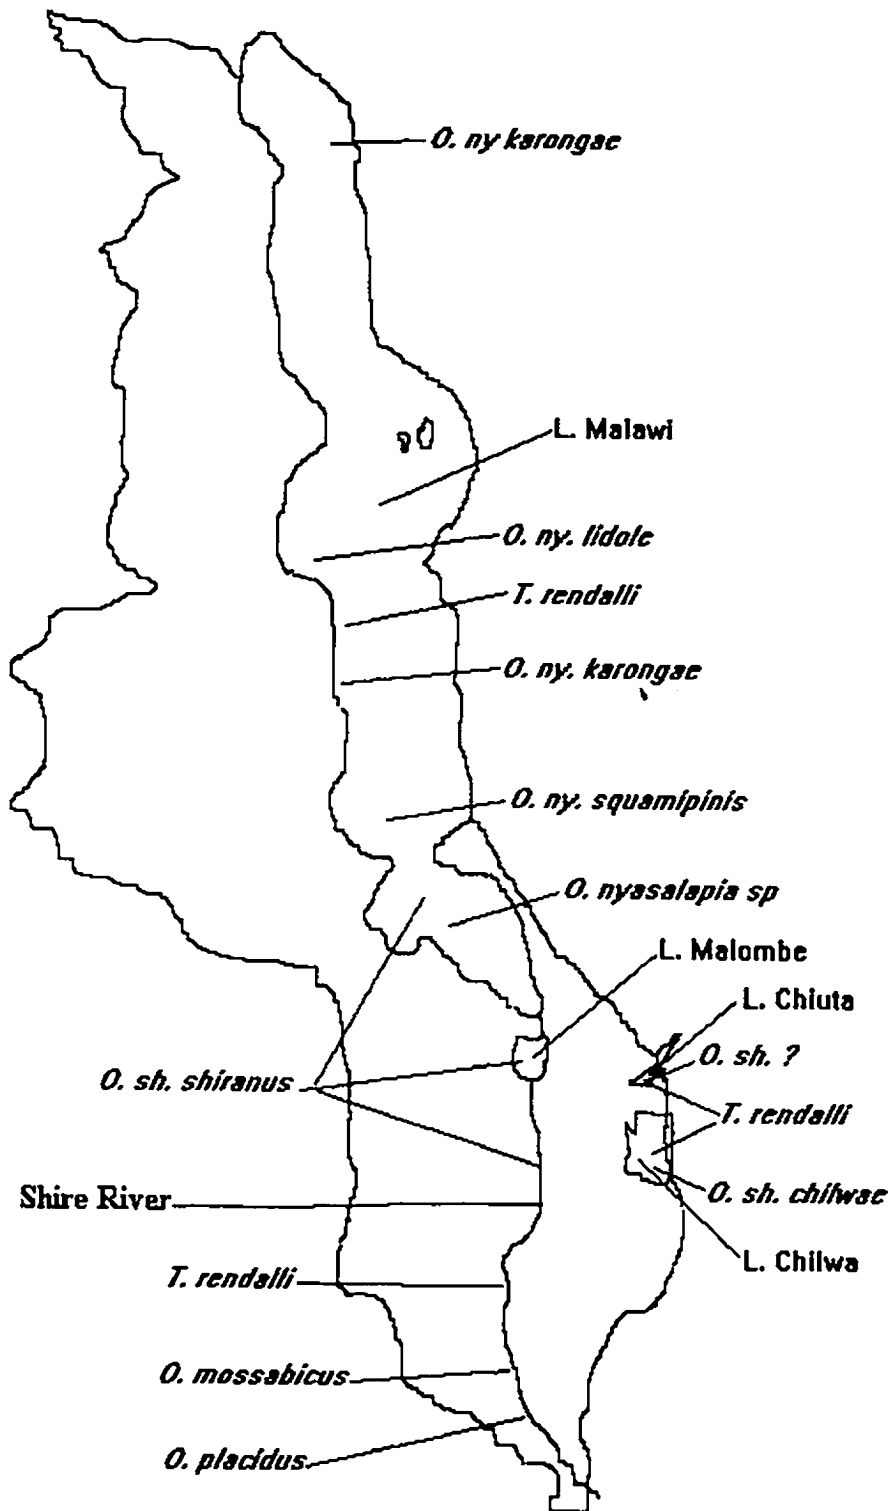 O. ny karongae
L. Malawi
O. ny. lidole
T. rendalli
O. ny. karongae
O. ny. squamipinis
O. nyasalapia sp
L. Malombe
L. Chiuta
O. sh. ?
O. sh. shiranus
T. rendalli
O. sh. chilwae
Shire River
L. Chilwa
T. rendalli
O. mossabicus
O. placidus